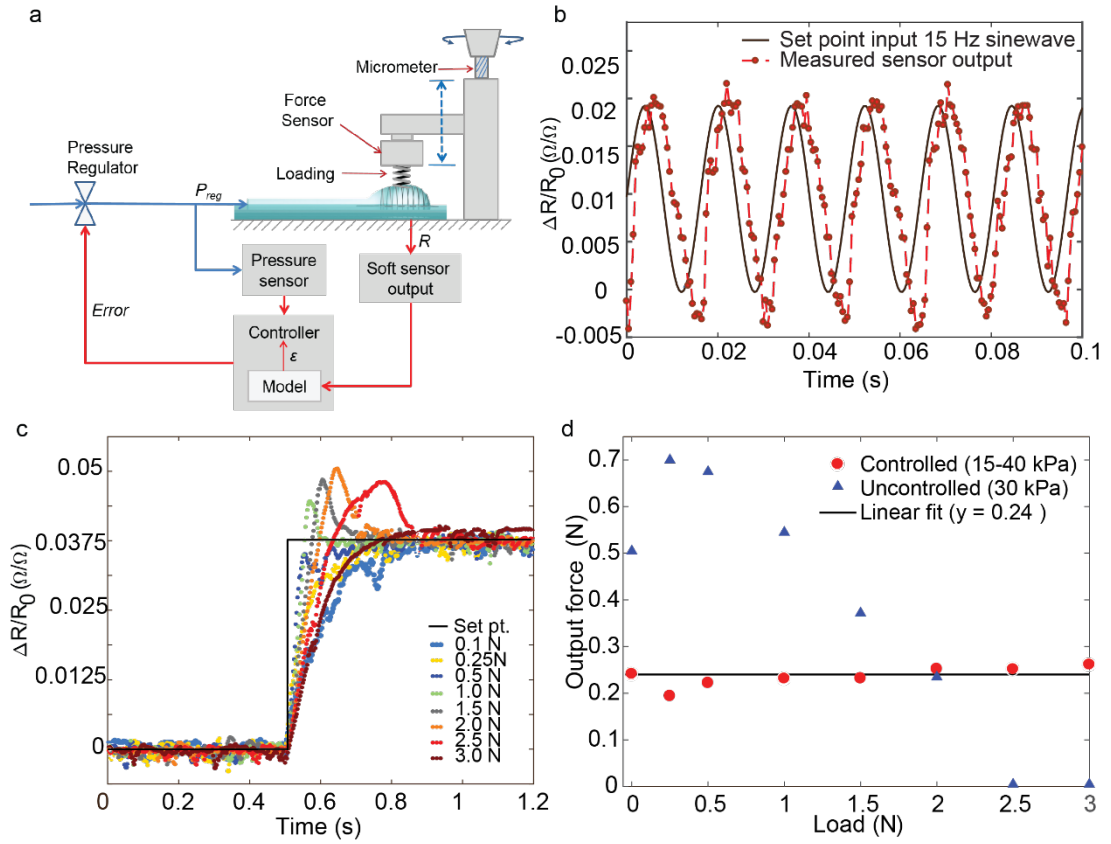 a
Micrometer
Force
Sensor
Loading
Pressure
Regulator
P_reg
R
Pressure
sensor
Soft sensor
output
Error
Controller
ε
Model
b
Set point input 15 Hz sinewave
Measured sensor output
ΔR/R₀ (Ω/Ω)
0.02
0.015
0.01
0.005
0
-0.005
0
0.02
0.04
0.06
0.08
0.1
Time (s)
c
ΔR/R₀ (Ω/Ω)
0.05
0.0375
0.025
0.0125
0
Set pt.
0.1 N
0.25N
0.5 N
1.0 N
1.5 N
2.0 N
2.5 N
3.0 N
0
0.2
0.4
0.6
0.8
1
1.2
Time (s)
d
Controlled (15-40 kPa)
Uncontrolled (30 kPa)
Linear fit (y = 0.24 )
Output force (N)
0.7
0.6
0.5
0.4
0.3
0.2
0.1
0
0
0.5
1
1.5
2
2.5
3
Load (N)